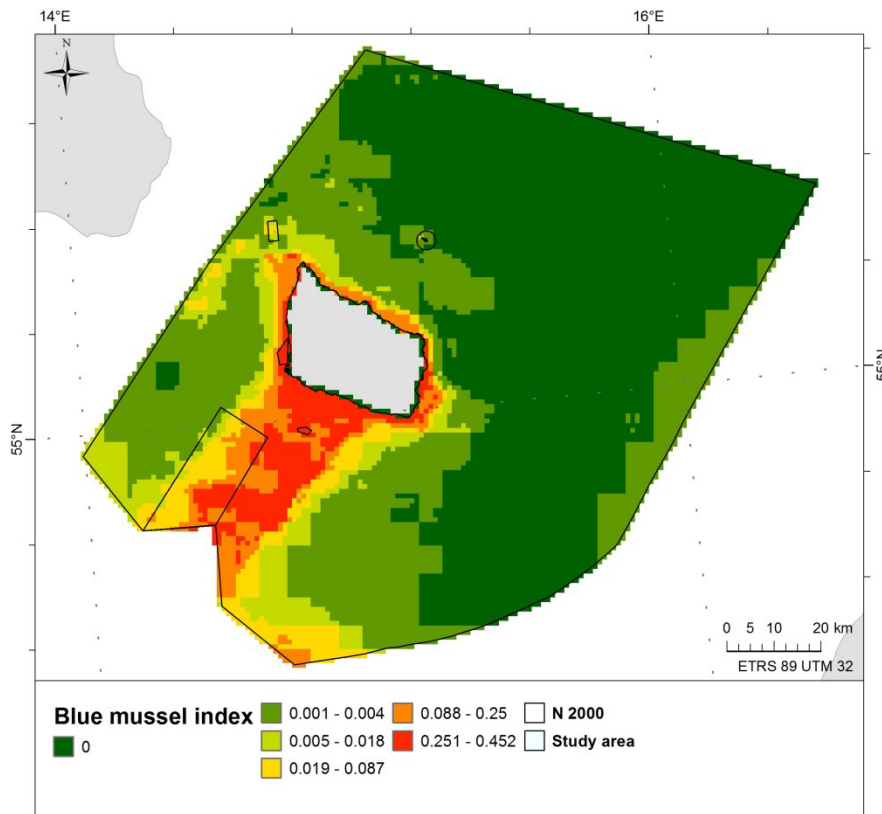 14°E
16°E
N
55°N
55°N
0 5 10 20 km
ETRS 89 UTM 32
Blue mussel index
0
0.001 - 0.004
0.005 - 0.018
0.019 - 0.087
0.088 - 0.25
0.251 - 0.452
N 2000
Study area